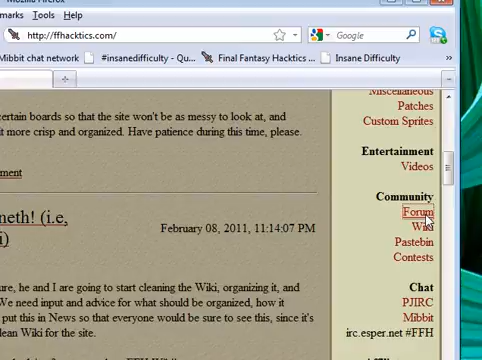 Mozilla Firefox
marks Tools Help
http://ffhacktics.com/
Google
Mibbit chat network #insanedifficulty - Qu... Final Fantasy Hacktics ... Insane Difficulty
certain boards so that the site won't be as messy to look at, and
it more crisp and organized. Have patience during this time, please.
ment
neth! (i.e,
i)
February 08, 2011, 11:14:07 PM
ure, he and I are going to start cleaning the Wiki, organizing it, and
We need input and advice for what should be organized, how it
put this in News so that everyone would be sure to see this, since it's
lean Wiki for the site.
Miscellaneous
Patches
Custom Sprites
Entertainment
Videos
Community
Forum
Wiki
Pastebin
Contests
Chat
PJIRC
Mibbit
irc.esper.net #FFH